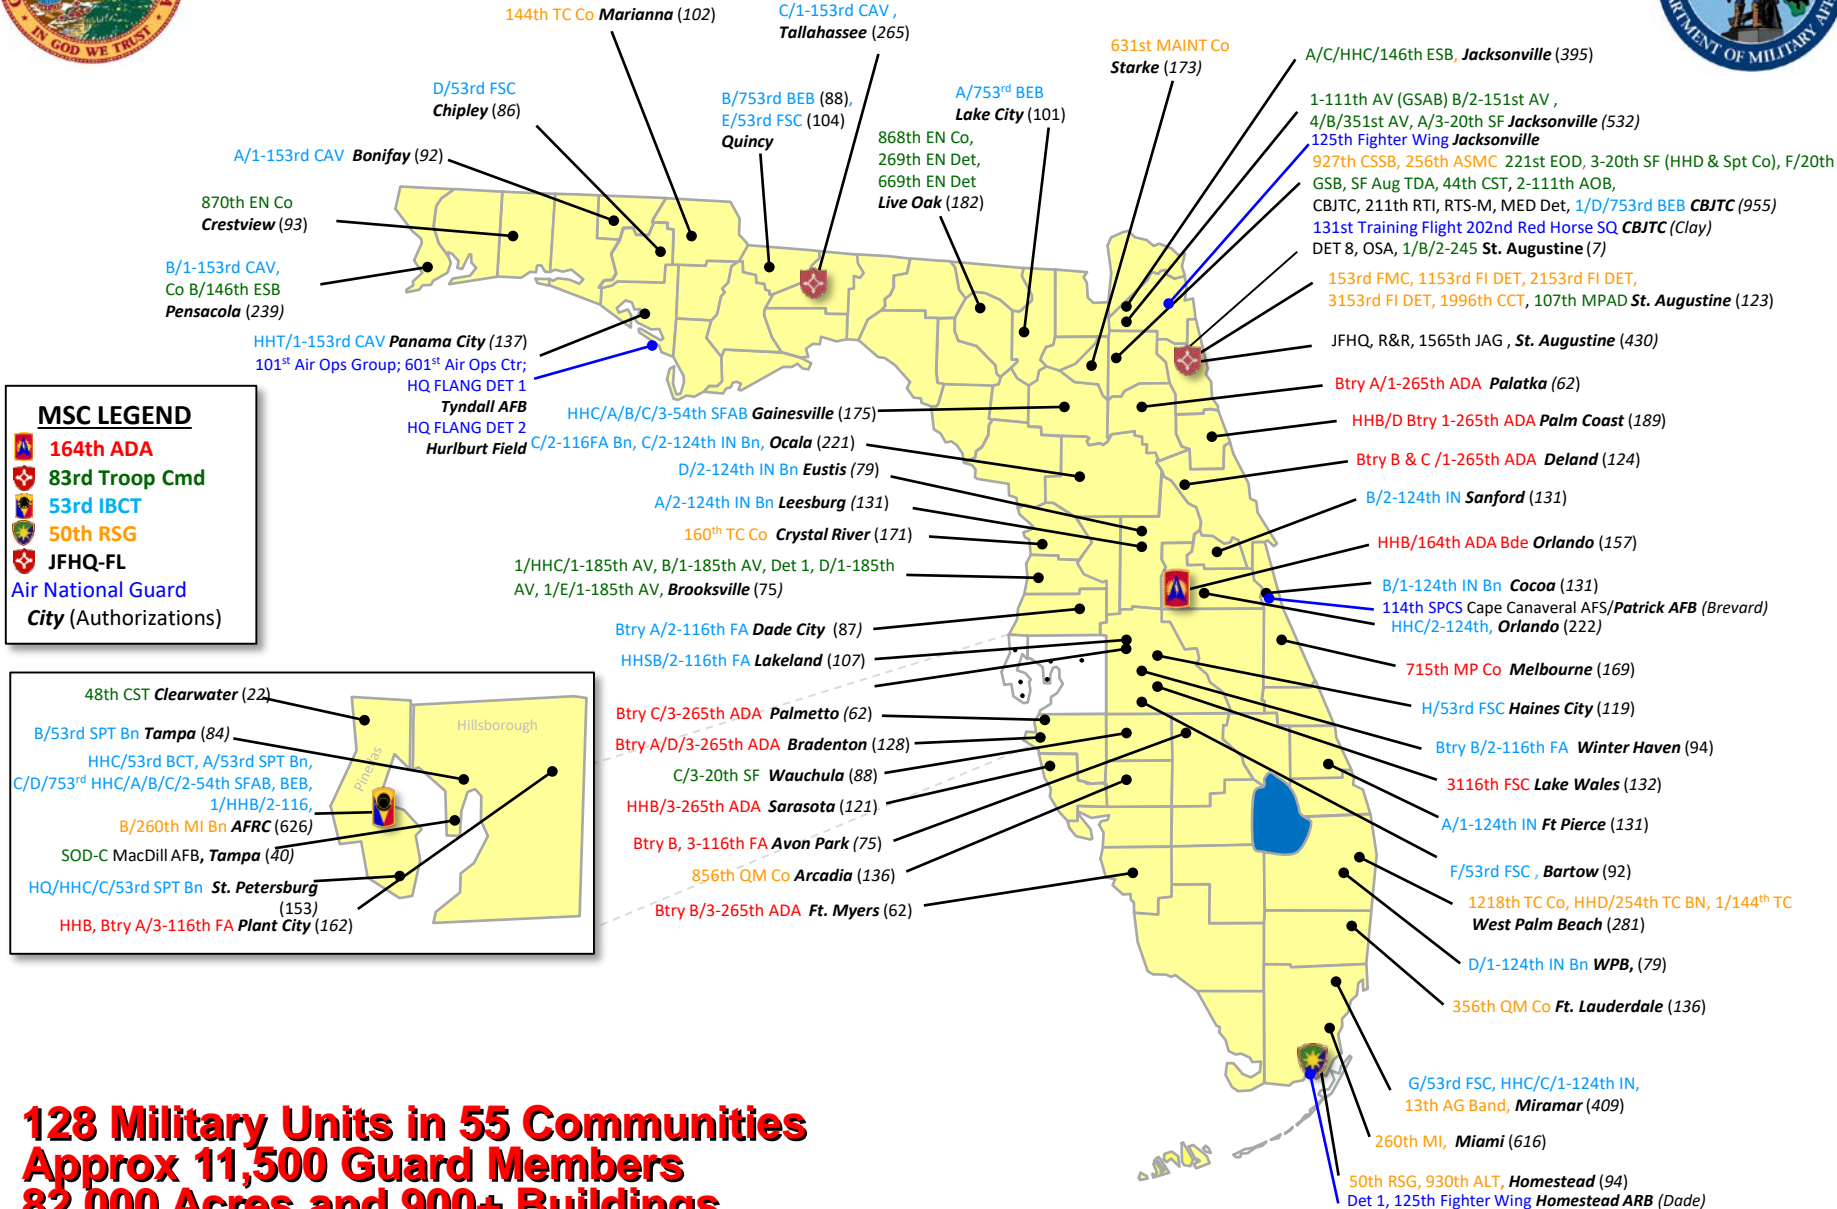 IN GOD WE TRUST
DEPARTMENT OF MILITARY AFF
144th TC Co Marianna (102)
C/1-153rd CAV ,
Tallahassee (265)
631st MAINT Co
Starke (173)
A/C/HHC/146th ESB, Jacksonville (395)
D/53rd FSC
Chipley (86)
B/753rd BEB (88),
E/53rd FSC (104)
Quincy
A/753rd BEB
Lake City (101)
868th EN Co,
269th EN Det,
669th EN Det
Live Oak (182)
1-111th AV (GSAB) B/2-151st AV ,
4/B/351st AV, A/3-20th SF Jacksonville (532)
125th Fighter Wing Jacksonville
927th CSSB, 256th ASMC 221st EOD, 3-20th SF (HHD & Spt Co), F/20th
GSB, SF Aug TDA, 44th CST, 2-111th AOB,
CBJTC, 211th RTI, RTS-M, MED Det, 1/D/753rd BEB CBJTC (955)
131st Training Flight 202nd Red Horse SQ CBJTC (Clay)
DET 8, OSA, 1/B/2-245 St. Augustine (7)
153rd FMC, 1153rd FI DET, 2153rd FI DET,
3153rd FI DET, 1996th CCT, 107th MPAD St. Augustine (123)
JFHQ, R&R, 1565th JAG , St. Augustine (430)
A/1-153rd CAV Bonifay (92)
870th EN Co
Crestview (93)
B/1-153rd CAV,
Co B/146th ESB
Pensacola (239)
HHT/1-153rd CAV Panama City (137)
101st Air Ops Group; 601st Air Ops Ctr;
HQ FLANG DET 1
Tyndall AFB
HQ FLANG DET 2
Hurlburt Field
MSC LEGEND
164th ADA
83rd Troop Cmd
53rd IBCT
50th RSG
JFHQ-FL
Air National Guard
City (Authorizations)
HHC/A/B/C/3-54th SFAB Gainesville (175)
C/2-116FA Bn, C/2-124th IN Bn, Ocala (221)
D/2-124th IN Bn Eustis (79)
A/2-124th IN Bn Leesburg (131)
160th TC Co Crystal River (171)
1/HHC/1-185th AV, B/1-185th AV, Det 1, D/1-185th
AV, 1/E/1-185th AV, Brooksville (75)
Btry A/2-116th FA Dade City (87)
HHSB/2-116th FA Lakeland (107)
Btry C/3-265th ADA Palmetto (62)
Btry A/D/3-265th ADA Bradenton (128)
C/3-20th SF Wauchula (88)
HHB/3-265th ADA Sarasota (121)
Btry B, 3-116th FA Avon Park (75)
856th QM Co Arcadia (136)
Btry B/3-265th ADA Ft. Myers (62)
Btry A/1-265th ADA Palatka (62)
HHB/D Btry 1-265th ADA Palm Coast (189)
Btry B & C /1-265th ADA Deland (124)
B/2-124th IN Sanford (131)
HHB/164th ADA Bde Orlando (157)
B/1-124th IN Bn Cocoa (131)
114th SPCS Cape Canaveral AFS/Patrick AFB (Brevard)
HHC/2-124th, Orlando (222)
715th MP Co Melbourne (169)
H/53rd FSC Haines City (119)
Btry B/2-116th FA Winter Haven (94)
3116th FSC Lake Wales (132)
A/1-124th IN Ft Pierce (131)
F/53rd FSC , Bartow (92)
1218th TC Co, HHD/254th TC BN, 1/144th TC
West Palm Beach (281)
D/1-124th IN Bn WPB, (79)
356th QM Co Ft. Lauderdale (136)
G/53rd FSC, HHC/C/1-124th IN,
13th AG Band, Miramar (409)
260th MI, Miami (616)
50th RSG, 930th ALT, Homestead (94)
Det 1, 125th Fighter Wing Homestead ARB (Dade)
48th CST Clearwater (22)
B/53rd SPT Bn Tampa (84)
HHC/53rd BCT, A/53rd SPT Bn,
C/D/753rd HHC/A/B/C/2-54th SFAB, BEB,
1/HHB/2-116,
B/260th MI Bn AFRC (626)
SOD-C MacDill AFB, Tampa (40)
HQ/HHC/C/53rd SPT Bn St. Petersburg
(153)
HHB, Btry A/3-116th FA Plant City (162)
Pinellas
Hillsborough
128 Military Units in 55 Communities
Approx 11,500 Guard Members
82,000 Acres and 900+ Buildings